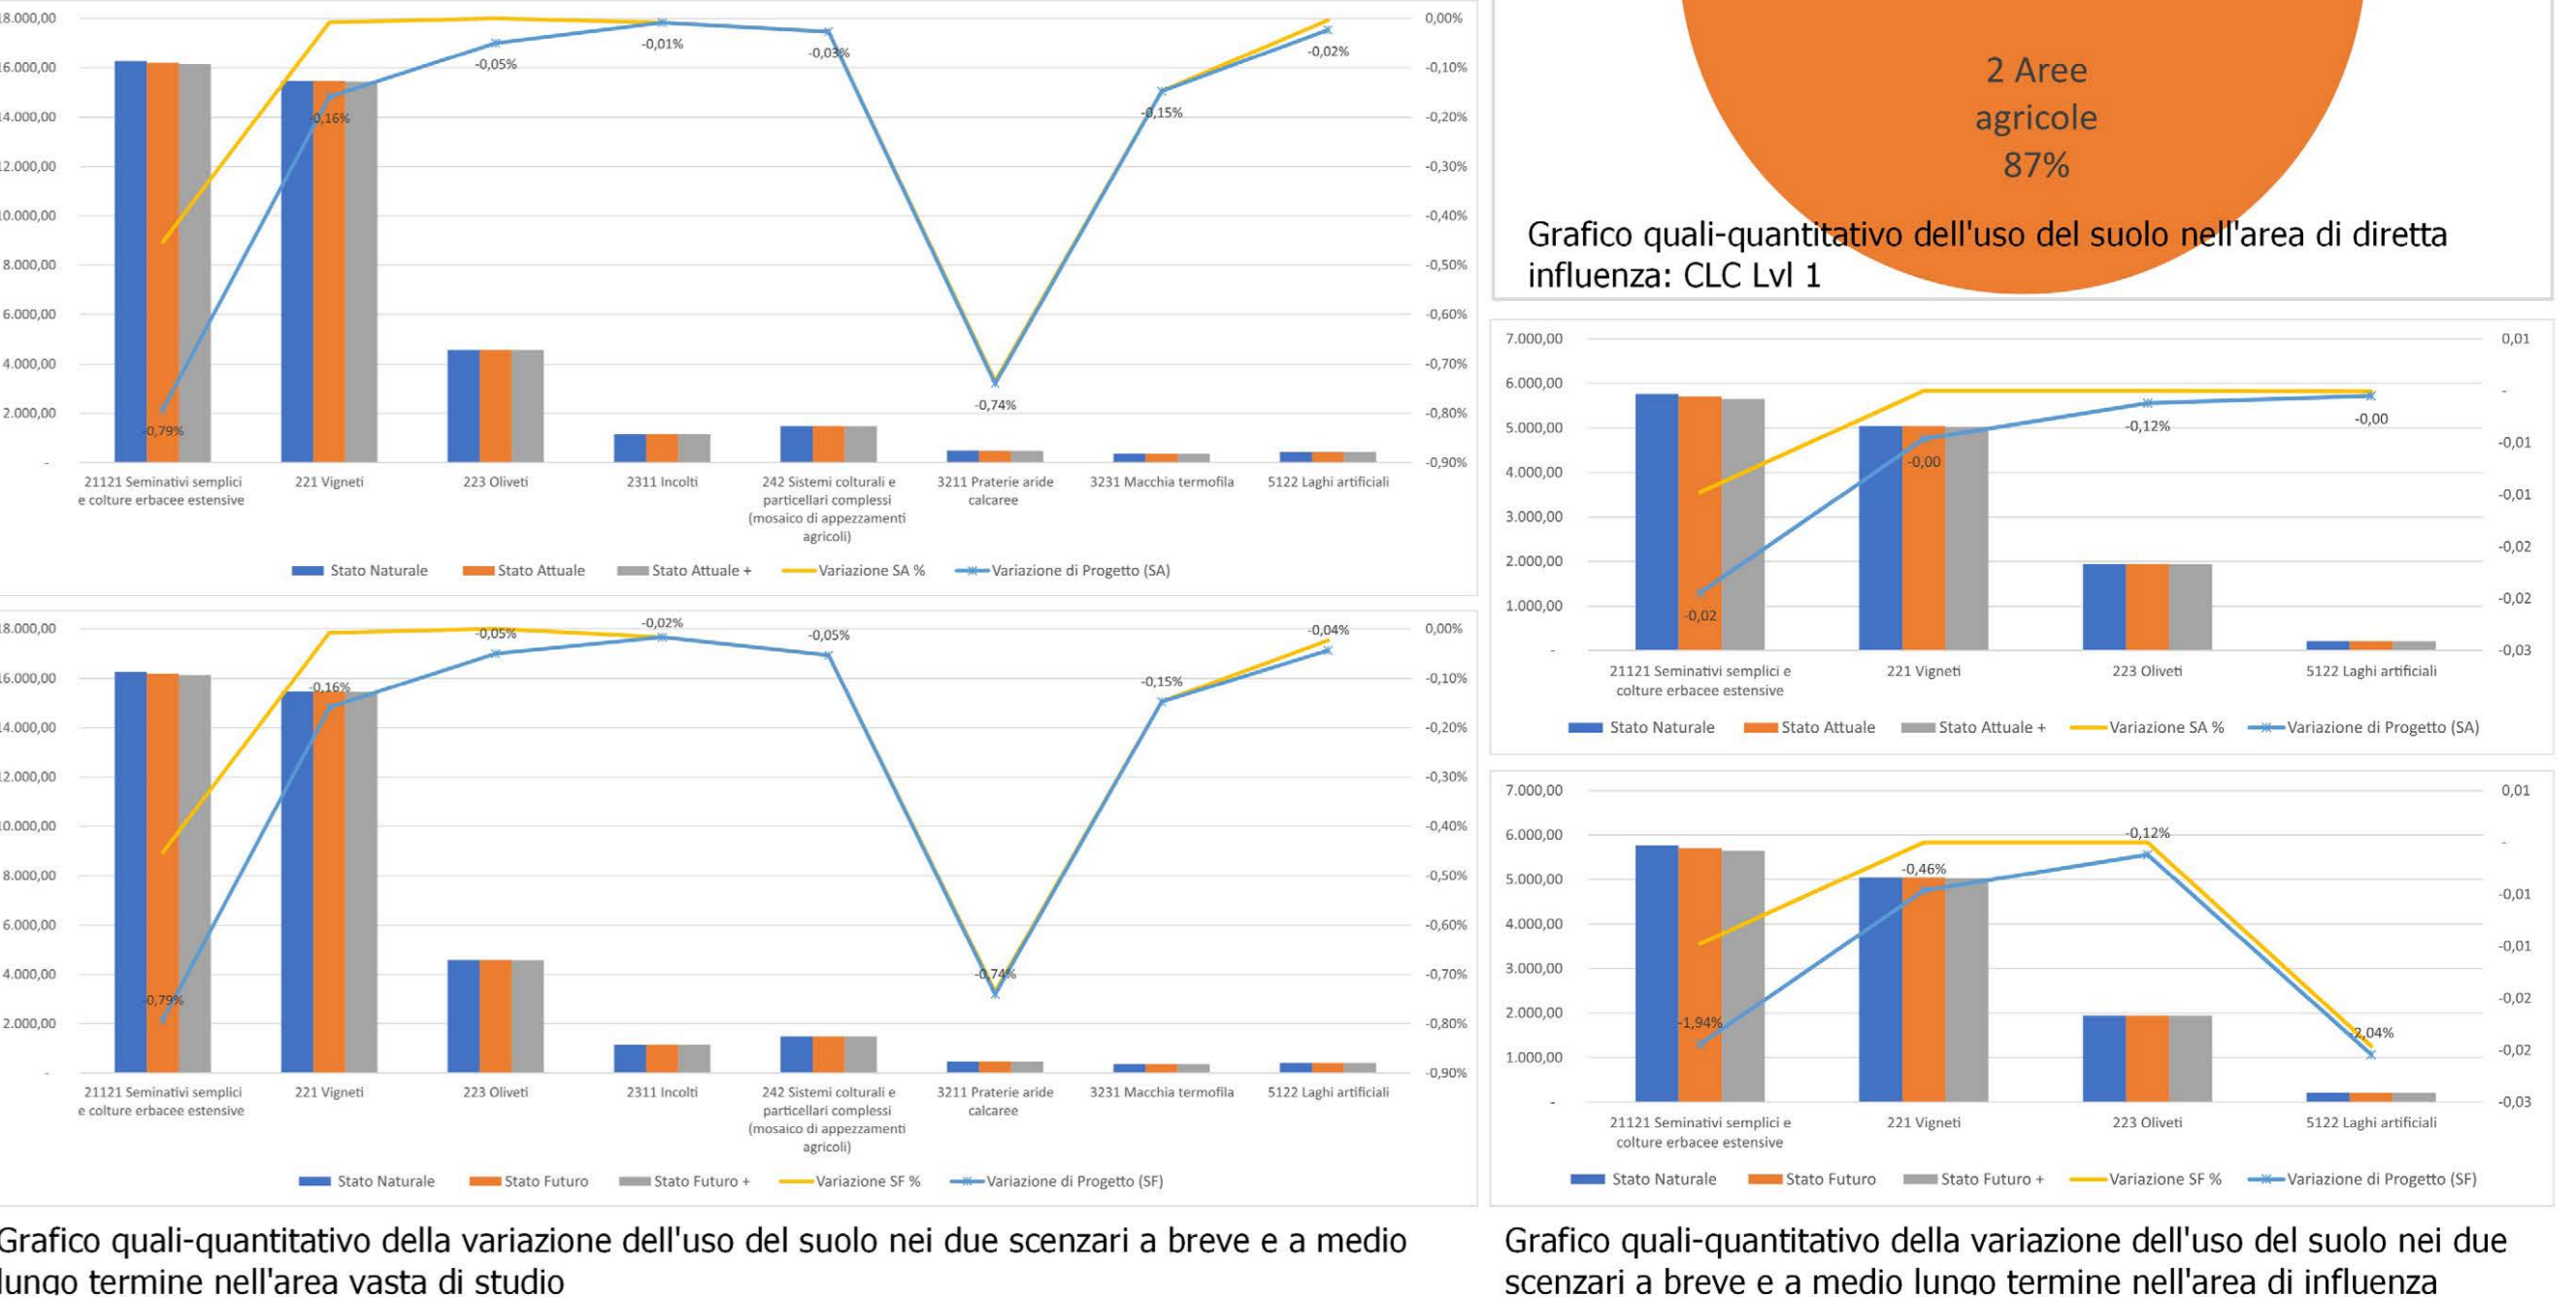 8.000,00
6.000,00
4.000,00
2.000,00
0.000,00
8.000,00
6.000,00
4.000,00
2.000,00
-
0,00%
-0,10%
-0,20%
-0,30%
-0,40%
-0,50%
-0,60%
-0,70%
-0,80%
-0,90%
-0,79%
-0,16%
-0,05%
-0,01%
-0,03%
-0,74%
-0,15%
-0,02%
21121 Seminativi semplici
e colture erbacee estensive
221 Vigneti
223 Oliveti
2311 Incolti
242 Sistemi colturali e
particellari complessi
(mosaico di appezzamenti
agricoli)
3211 Praterie aride
calcaree
3231 Macchia termofila
5122 Laghi artificiali
Stato Naturale Stato Attuale Stato Attuale + Variazione SA % Variazione di Progetto (SA)
8.000,00
6.000,00
4.000,00
2.000,00
0.000,00
8.000,00
6.000,00
4.000,00
2.000,00
-
0,00%
-0,10%
-0,20%
-0,30%
-0,40%
-0,50%
-0,60%
-0,70%
-0,80%
-0,90%
-0,79%
-0,16%
-0,05%
-0,02%
-0,05%
-0,74%
-0,15%
-0,04%
21121 Seminativi semplici
e colture erbacee estensive
221 Vigneti
223 Oliveti
2311 Incolti
242 Sistemi colturali e
particellari complessi
(mosaico di appezzamenti
agricoli)
3211 Praterie aride
calcaree
3231 Macchia termofila
5122 Laghi artificiali
Stato Naturale Stato Futuro Stato Futuro + Variazione SF % Variazione di Progetto (SF)
Grafico quali-quantitativo della variazione dell'uso del suolo nei due scenzari a breve e a medio
lungo termine nell'area vasta di studio
2 Aree
agricole
87%
Grafico quali-quantitativo dell'uso del suolo nell'area di diretta
influenza: CLC Lvl 1
7.000,00
6.000,00
5.000,00
4.000,00
3.000,00
2.000,00
1.000,00
-
0,01
-
-0,01
-0,01
-0,02
-0,02
-0,03
-0,02
-0,00
-0,12%
-0,00
21121 Seminativi semplici e
colture erbacee estensive
221 Vigneti
223 Oliveti
5122 Laghi artificiali
Stato Naturale Stato Attuale Stato Attuale + Variazione SA % Variazione di Progetto (SA)
7.000,00
6.000,00
5.000,00
4.000,00
3.000,00
2.000,00
1.000,00
-
0,01
-
-0,01
-0,01
-0,02
-0,02
-0,03
-1,94%
-0,46%
-0,12%
-2,04%
21121 Seminativi semplici e
colture erbacee estensive
221 Vigneti
223 Oliveti
5122 Laghi artificiali
Stato Naturale Stato Futuro Stato Futuro + Variazione SF % Variazione di Progetto (SF)
Grafico quali-quantitativo della variazione dell'uso del suolo nei due
scenzari a breve e a medio lungo termine nell'area di influenza